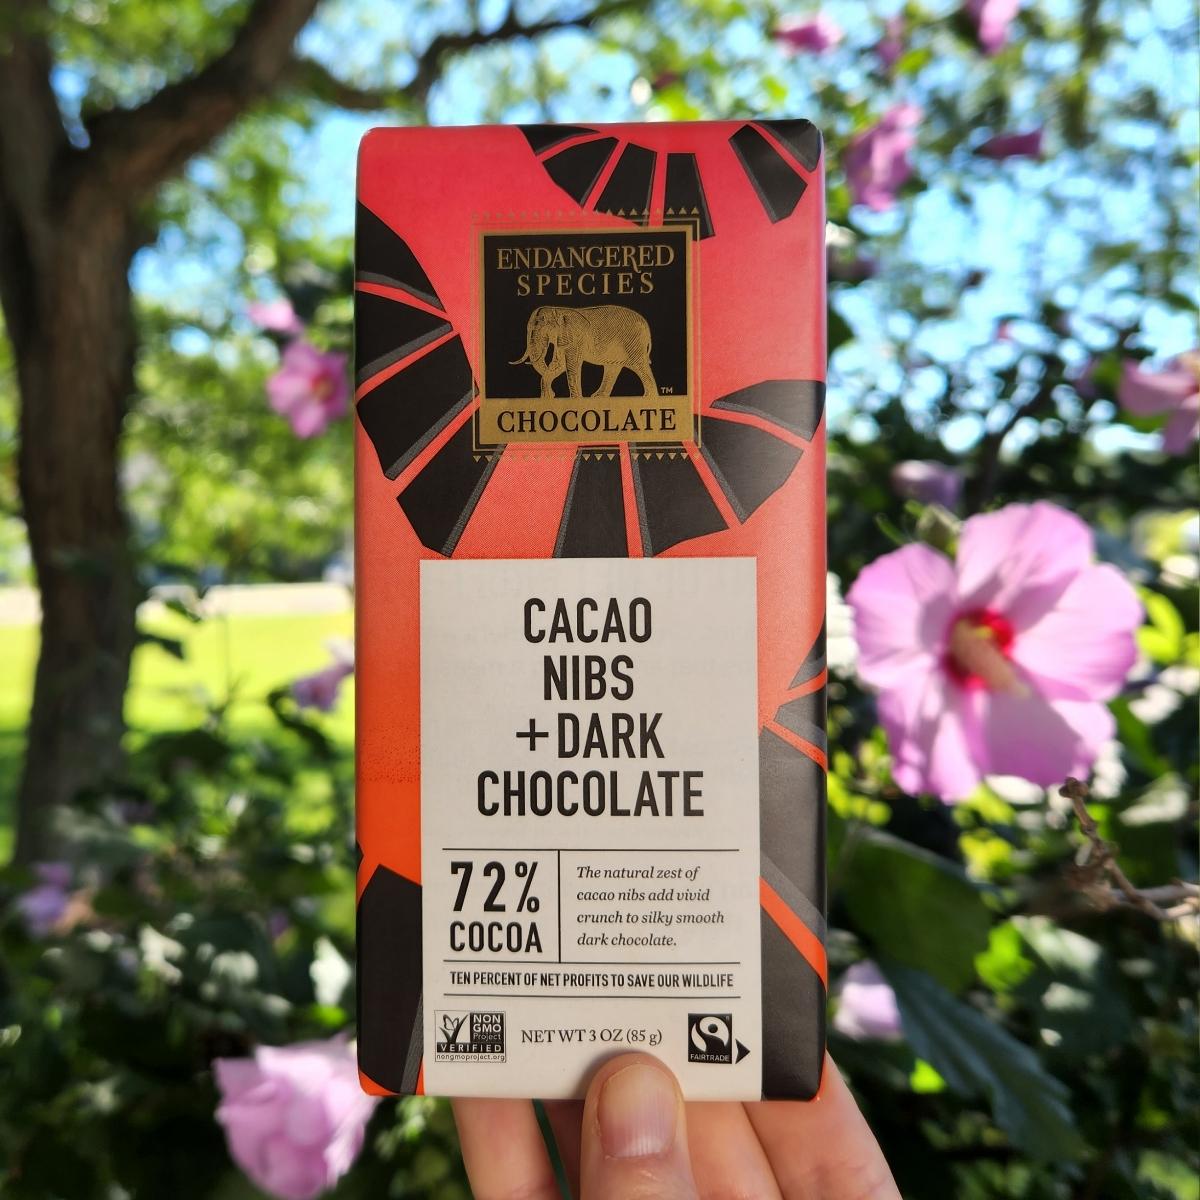 ENDANGERED
SPECIES
™
CHOCOLATE
CACAO
NIBS
+DARK
CHOCOLATE
72%
COCOA
The natural zest of
cacao nibs add vivid
crunch to silky smooth
dark chocolate.
TEN PERCENT OF NET PROFITS TO SAVE OUR WILDLIFE
NON
GMO
Project
VERIFIED
nongmoproject.org
NET WT 3 OZ (85 g)
FAIRTRADE